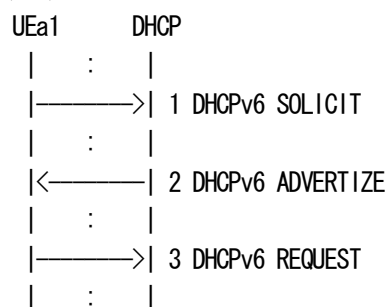 UEa1 DHCP
| : |
|———————>| 1 DHCPv6 SOLICIT
| : |
|<———————| 2 DHCPv6 ADVERTIZE
| : |
|———————>| 3 DHCPv6 REQUEST
| : |